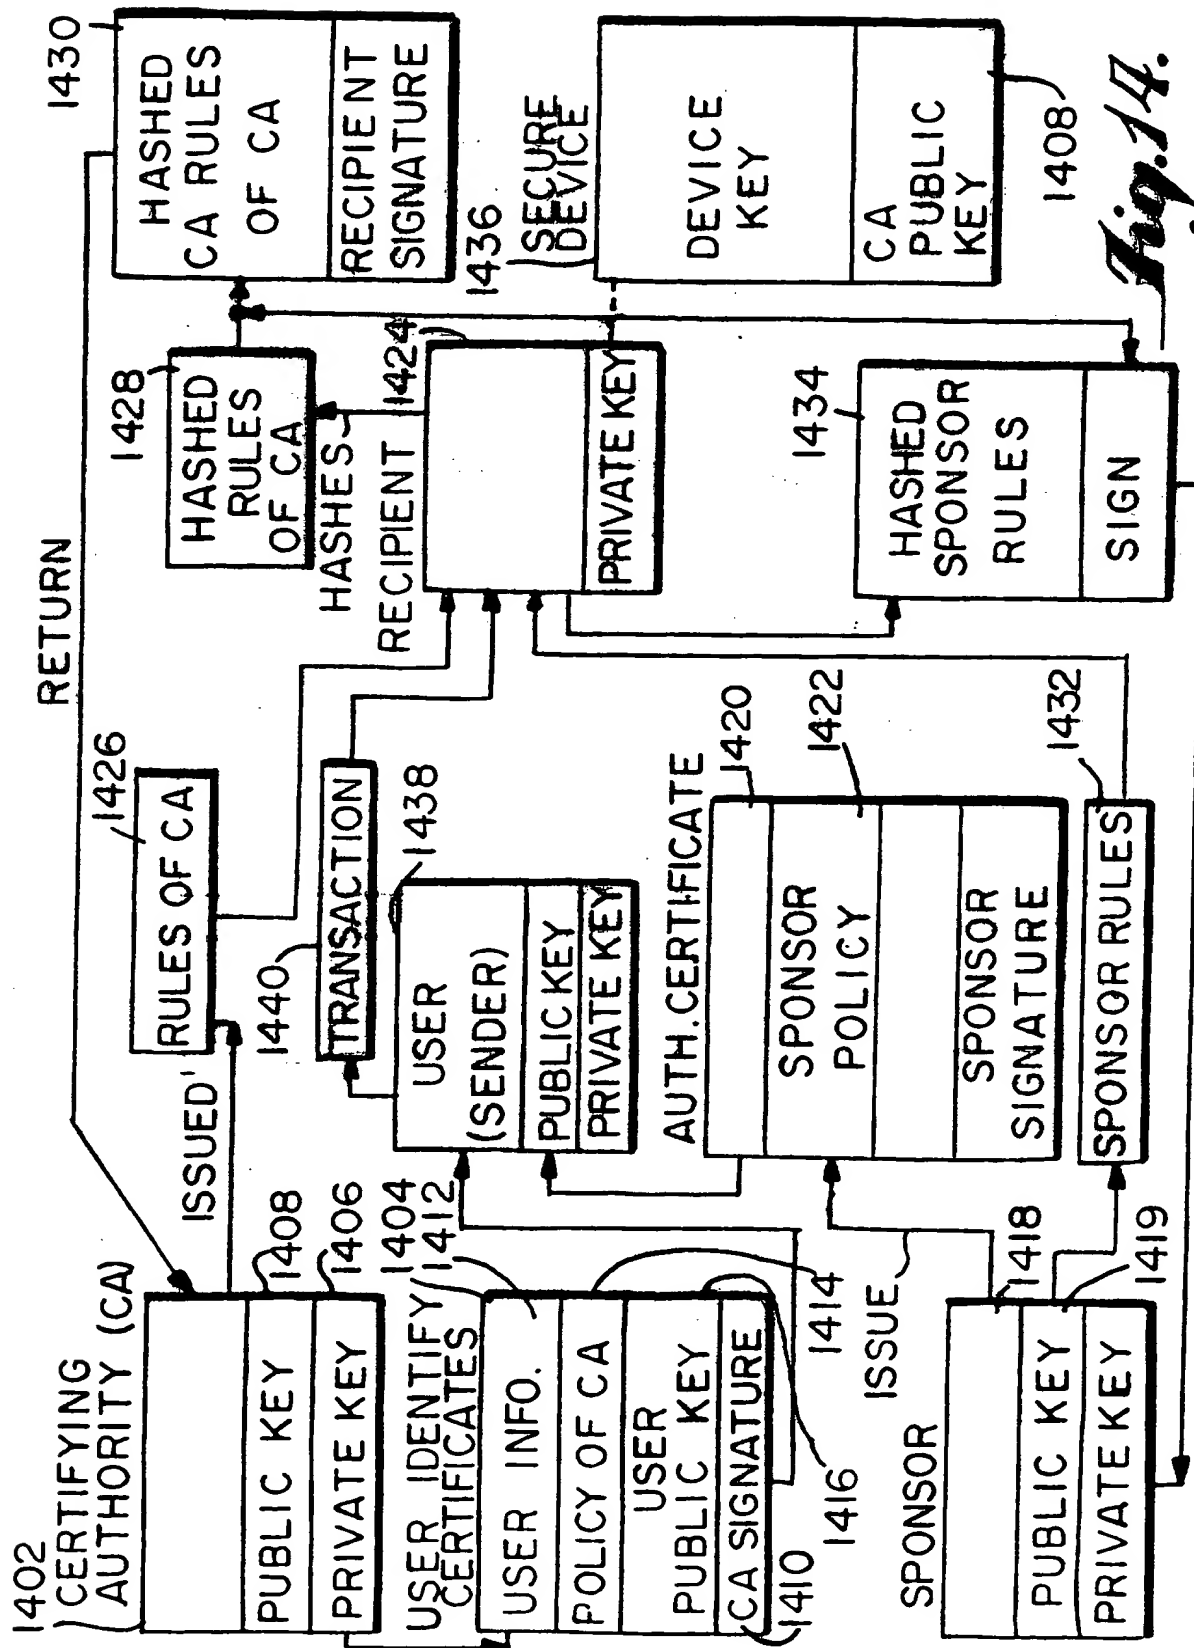 1402
CERTIFYING
AUTHORITY (CA)
PUBLIC KEY
1408
PRIVATE KEY
1406
RETURN
ISSUED
1426
RULES OF CA
1428
HASHED
RULES
OF CA
1430
HASHED
CA RULES
OF CA
RECIPIENT
SIGNATURE
HASHES
USER IDENTIFY
CERTIFICATES
1404
1412
USER INFO.
POLICY OF CA
USER
PUBLIC KEY
CA SIGNATURE
1410
1414
1416
1440
TRANSACTION
1438
USER
(SENDER)
PUBLIC KEY
PRIVATE KEY
RECIPIENT
1424
PRIVATE KEY
1436
SECURE
DEVICE
DEVICE
KEY
CA
PUBLIC
KEY
1408
AUTH. CERTIFICATE
1420
SPONSOR
POLICY
1422
SPONSOR
SIGNATURE
ISSUE
SPONSOR
1418
PUBLIC KEY
1419
PRIVATE KEY
SPONSOR RULES
1432
1434
HASHED
SPONSOR
RULES
SIGN
Fig. 14.